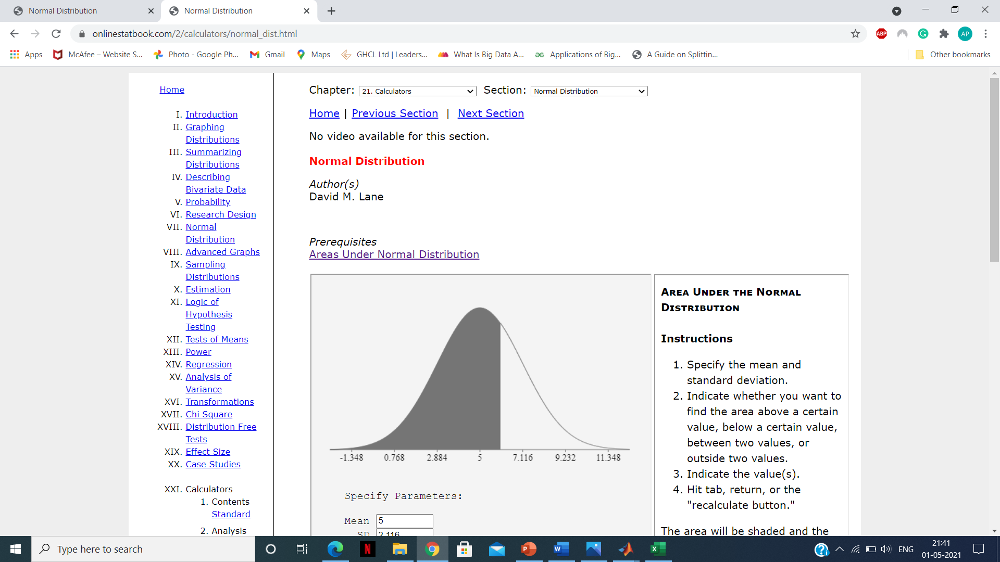 Normal Distribution
Normal Distribution
onlinestatbook.com/2/calculators/normal_dist.html
ABP
G
AP
Apps
McAfee – Website S...
Photo - Google Ph...
Gmail
Maps
GHCL Ltd | Leaders...
What Is Big Data A...
Applications of Big...
A Guide on Splittin...
Other bookmarks
Home
I. Introduction
II. Graphing
Distributions
III. Summarizing
Distributions
IV. Describing
Bivariate Data
V. Probability
VI. Research Design
VII. Normal
Distribution
VIII. Advanced Graphs
IX. Sampling
Distributions
X. Estimation
XI. Logic of
Hypothesis
Testing
XII. Tests of Means
XIII. Power
XIV. Regression
XV. Analysis of
Variance
XVI. Transformations
XVII. Chi Square
XVIII. Distribution Free
Tests
XIX. Effect Size
XX. Case Studies
XXI. Calculators
1. Contents
Standard
2. Analysis
Chapter: 21. Calculators Section: Normal Distribution
Home | Previous Section | Next Section
No video available for this section.
Normal Distribution
Author(s)
David M. Lane
Prerequisites
Areas Under Normal Distribution
-1.348 0.768 2.884 5 7.116 9.232 11.348
Specify Parameters:
Mean 5
SD 2.116
AREA UNDER THE NORMAL
DISTRIBUTION
Instructions
1. Specify the mean and
standard deviation.
2. Indicate whether you want to
find the area above a certain
value, below a certain value,
between two values, or
outside two values.
3. Indicate the value(s).
4. Hit tab, return, or the
"recalculate button."
The area will be shaded and the
Type here to search
N
P
W
X
ENG
21:41
01-05-2021